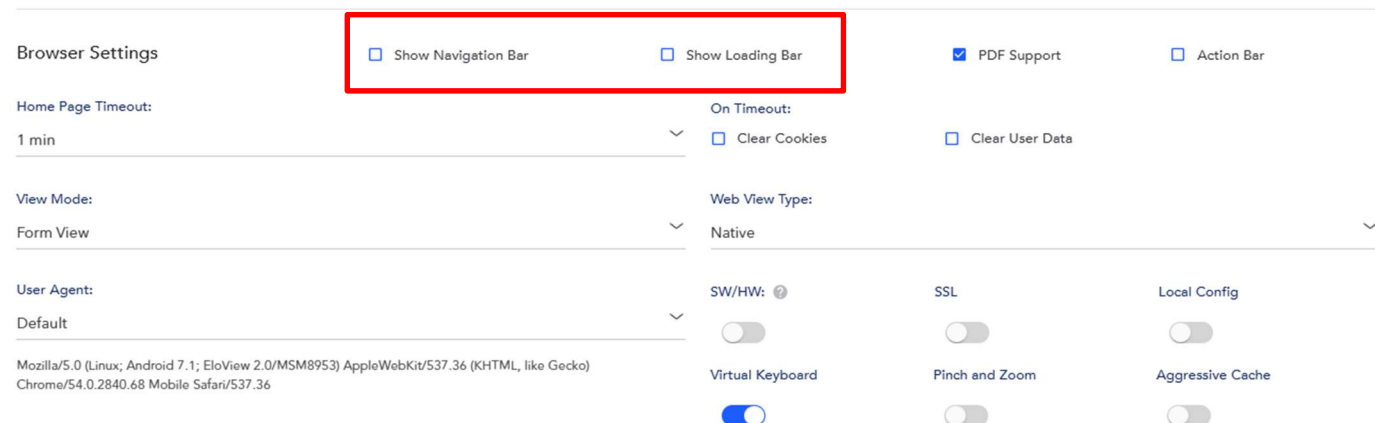 Browser Settings
Show Navigation Bar
Show Loading Bar
PDF Support
Action Bar
Home Page Timeout:
1 min
On Timeout:
Clear Cookies
Clear User Data
View Mode:
Form View
Web View Type:
Native
User Agent:
Default
Mozilla/5.0 (Linux; Android 7.1; EloView 2.0/MSM8953) AppleWebKit/537.36 (KHTML, like Gecko)
Chrome/54.0.2840.68 Mobile Safari/537.36
SW/HW: ?
SSL
Local Config
Virtual Keyboard
Pinch and Zoom
Aggressive Cache